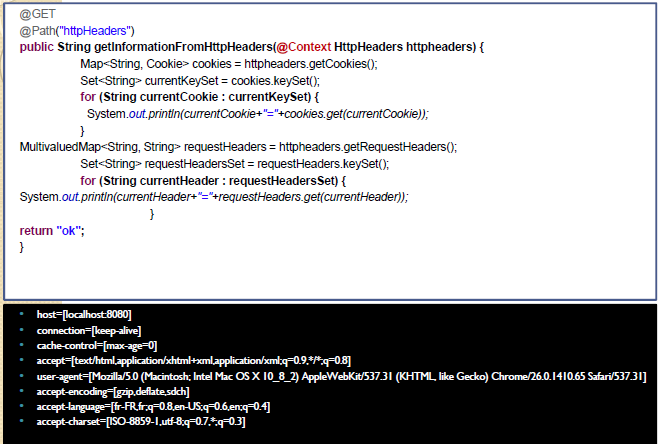 @GET
@Path("httpHeaders")
public String getInformationFromHttpHeaders(@Context HttpHeaders httpheaders) {
Map<String, Cookie> cookies = httpheaders.getCookies();
Set<String> currentKeySet = cookies.keySet();
for (String currentCookie : currentKeySet) {
System.out.println(currentCookie+"="+cookies.get(currentCookie));
}
MultivaluedMap<String, String> requestHeaders = httpheaders.getRequestHeaders();
Set<String> requestHeadersSet = requestHeaders.keySet();
for (String currentHeader : requestHeadersSet) {
System.out.println(currentHeader+"="+requestHeaders.get(currentHeader));
}
return "ok";
}
• host=[localhost:8080]
• connection=[keep-alive]
• cache-control=[max-age=0]
• accept=[text/html,application/xhtml+xml,application/xml;q=0.9,*/*;q=0.8]
• user-agent=[Mozilla/5.0 (Macintosh; Intel Mac OS X 10_8_2) AppleWebKit/537.31 (KHTML, like Gecko) Chrome/26.0.1410.65 Safari/537.31]
• accept-encoding=[gzip,deflate,sdch]
• accept-language=[fr-FR,fr;q=0.8,en-US;q=0.6,en;q=0.4]
• accept-charset=[ISO-8859-1,utf-8;q=0.7,*;q=0.3]